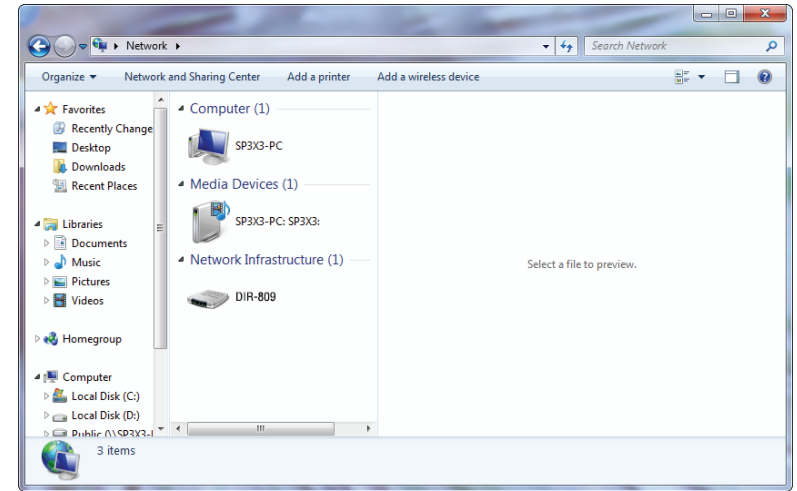 Network
Search Network
Organize
Network and Sharing Center
Add a printer
Add a wireless device
Favorites
Recently Change
Desktop
Downloads
Recent Places
Libraries
Documents
Music
Pictures
Videos
Homegroup
Computer
Local Disk (C:)
Local Disk (D:)
Public (\\SP3X3-
Computer (1)
SP3X3-PC
Media Devices (1)
SP3X3-PC: SP3X3:
Network Infrastructure (1)
DIR-809
Select a file to preview.
3 items